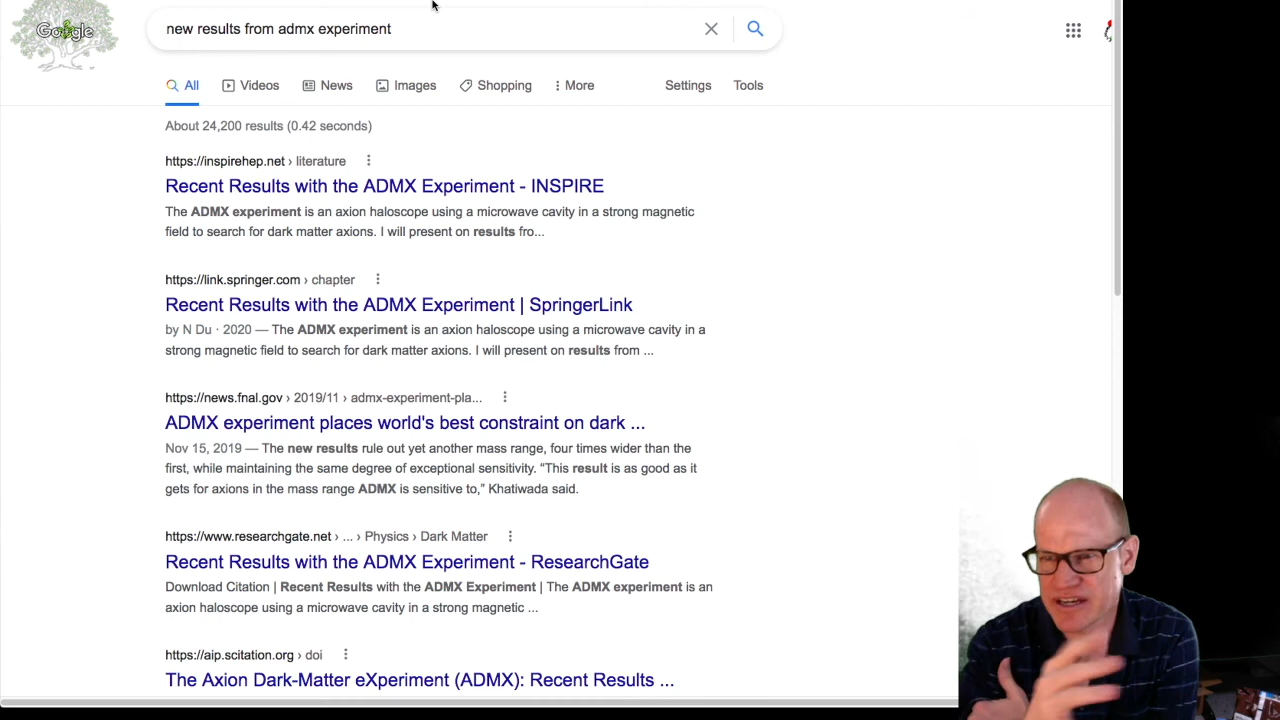 Google
new results from admx experiment
All Videos News Images Shopping More Settings Tools
About 24,200 results (0.42 seconds)
https://inspirehep.net › literature
Recent Results with the ADMX Experiment - INSPIRE
The ADMX experiment is an axion haloscope using a microwave cavity in a strong magnetic
field to search for dark matter axions. I will present on results fro...
https://link.springer.com › chapter
Recent Results with the ADMX Experiment | SpringerLink
by N Du · 2020 — The ADMX experiment is an axion haloscope using a microwave cavity in a
strong magnetic field to search for dark matter axions. I will present on results from ...
https://news.fnal.gov › 2019/11 › admx-experiment-pla...
ADMX experiment places world's best constraint on dark ...
Nov 15, 2019 — The new results rule out yet another mass range, four times wider than the
first, while maintaining the same degree of exceptional sensitivity. “This result is as good as it
gets for axions in the mass range ADMX is sensitive to,” Khatiwada said.
https://www.researchgate.net › ... › Physics › Dark Matter
Recent Results with the ADMX Experiment - ResearchGate
Download Citation | Recent Results with the ADMX Experiment | The ADMX experiment is an
axion haloscope using a microwave cavity in a strong magnetic ...
https://aip.scitation.org › doi
The Axion Dark-Matter eXperiment (ADMX): Recent Results ...